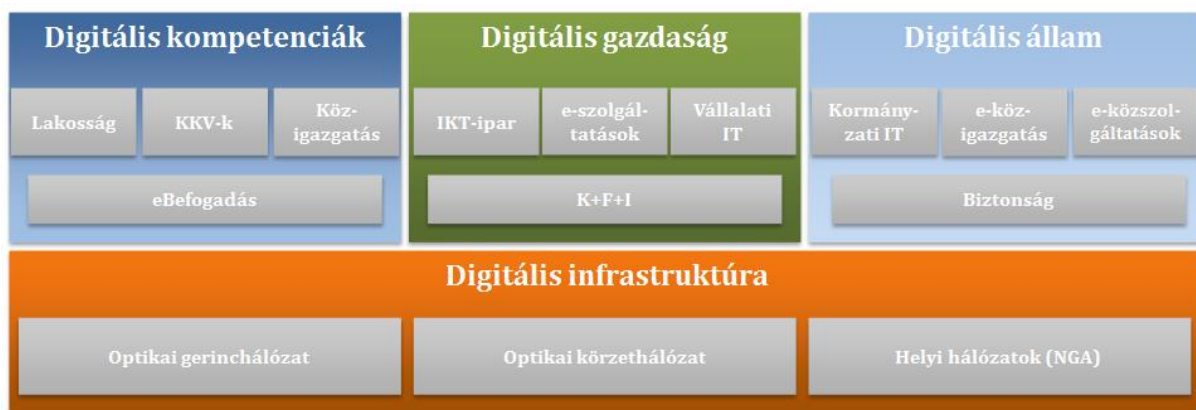 Digitális kompetenciák
Lakosság
KKV-k
Köz-
igazgatás
eBefogadás
Digitális gazdaság
IKT-ipar
e-szolgál-
tatások
Vállalati
IT
K+F+I
Digitális állam
Kormány-
zati IT
e-köz-
igazgatás
e-közszol-
gáltatások
Biztonság
Digitális infrastruktúra
Optikai gerinchálózat
Optikai körzethálózat
Helyi hálózatok (NGA)